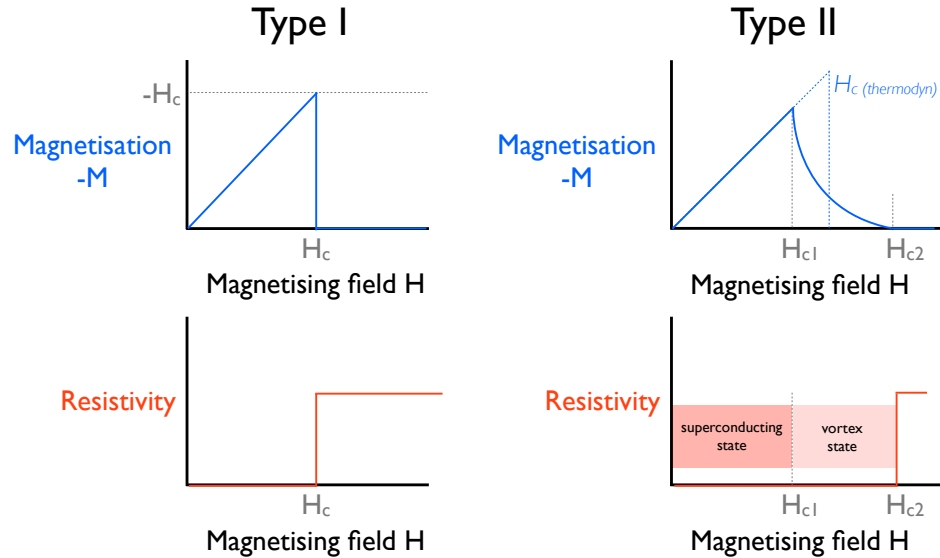 Type I
-Hc
Magnetisation
-M
Hc
Magnetising field H
Resistivity
Hc
Magnetising field H
Type II
Hc (thermodyn)
Magnetisation
-M
Hc1
Hc2
Magnetising field H
Resistivity
superconducting
state
vortex
state
Hc1
Hc2
Magnetising field H